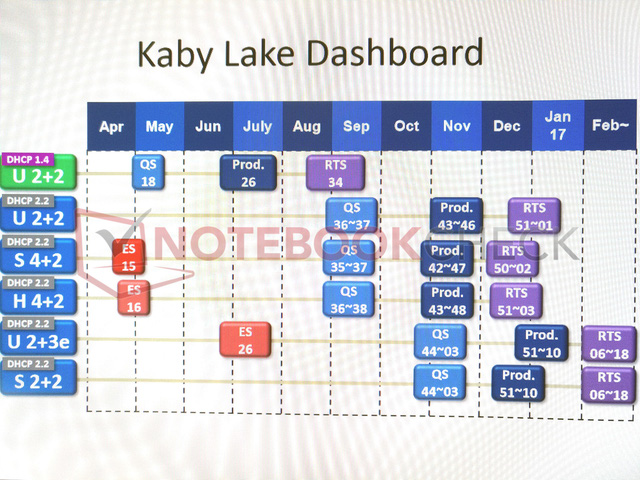 Kaby Lake Dashboard
Apr May Jun July Aug Sep Oct Nov Dec Jan 17 Feb~
DHCP 1.4
U 2+2
QS 18
Prod. 26
RTS 34
DHCP 2.2
U 2+2
QS 36~37
Prod. 43~46
RTS 51~01
DHCP 2.2
S 4+2
ES 15
QS 35~37
Prod. 42~47
RTS 50~02
DHCP 2.2
H 4+2
ES 16
QS 36~38
Prod. 43~48
RTS 51~03
DHCP 2.2
U 2+3e
ES 26
QS 44~03
Prod. 51~10
RTS 06~18
DHCP 2.2
S 2+2
QS 44~03
Prod. 51~10
RTS 06~18
NOTEBOOKCHECK